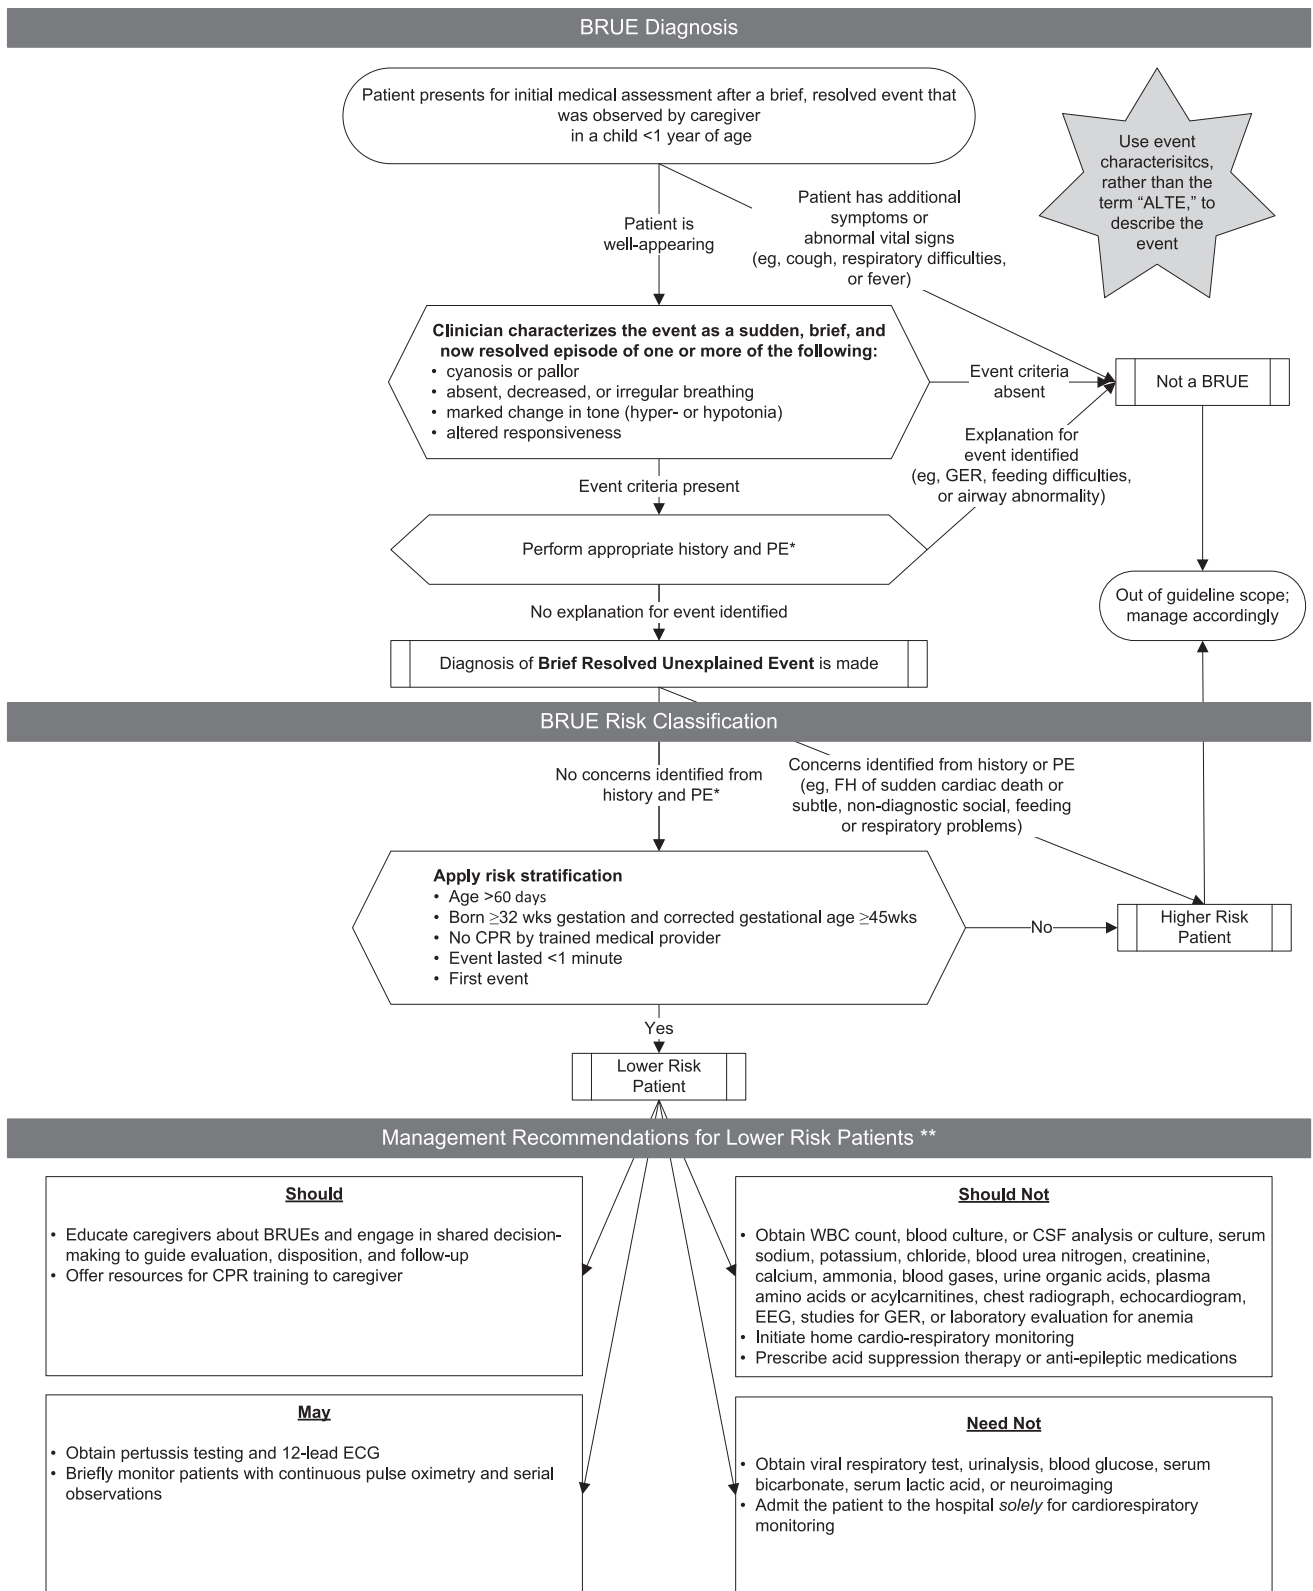 BRUE Diagnosis
Patient presents for initial medical assessment after a brief, resolved event that
was observed by caregiver
in a child <1 year of age
Use event
characterisitcs,
rather than the
term “ALTE,” to
describe the
event
Patient is
well-appearing
Patient has additional
symptoms or
abnormal vital signs
(eg, cough, respiratory difficulties,
or fever)
Clinician characterizes the event as a sudden, brief, and
now resolved episode of one or more of the following:
• cyanosis or pallor
• absent, decreased, or irregular breathing
• marked change in tone (hyper- or hypotonia)
• altered responsiveness
Event criteria
absent
Not a BRUE
Explanation for
event identified
(eg, GER, feeding difficulties,
or airway abnormality)
Event criteria present
Perform appropriate history and PE*
Out of guideline scope;
manage accordingly
No explanation for event identified
Diagnosis of Brief Resolved Unexplained Event is made
BRUE Risk Classification
No concerns identified from
history and PE*
Concerns identified from history or PE
(eg, FH of sudden cardiac death or
subtle, non-diagnostic social, feeding
or respiratory problems)
Apply risk stratification
• Age >60 days
• Born ≥32 wks gestation and corrected gestational age ≥45wks
• No CPR by trained medical provider
• Event lasted <1 minute
• First event
No
Higher Risk
Patient
Yes
Lower Risk
Patient
Management Recommendations for Lower Risk Patients **
Should
• Educate caregivers about BRUEs and engage in shared decision-
making to guide evaluation, disposition, and follow-up
• Offer resources for CPR training to caregiver
Should Not
• Obtain WBC count, blood culture, or CSF analysis or culture, serum
sodium, potassium, chloride, blood urea nitrogen, creatinine,
calcium, ammonia, blood gases, urine organic acids, plasma
amino acids or acylcarnitines, chest radiograph, echocardiogram,
EEG, studies for GER, or laboratory evaluation for anemia
• Initiate home cardio-respiratory monitoring
• Prescribe acid suppression therapy or anti-epileptic medications
May
• Obtain pertussis testing and 12-lead ECG
• Briefly monitor patients with continuous pulse oximetry and serial
observations
Need Not
• Obtain viral respiratory test, urinalysis, blood glucose, serum
bicarbonate, serum lactic acid, or neuroimaging
• Admit the patient to the hospital solely for cardiorespiratory
monitoring